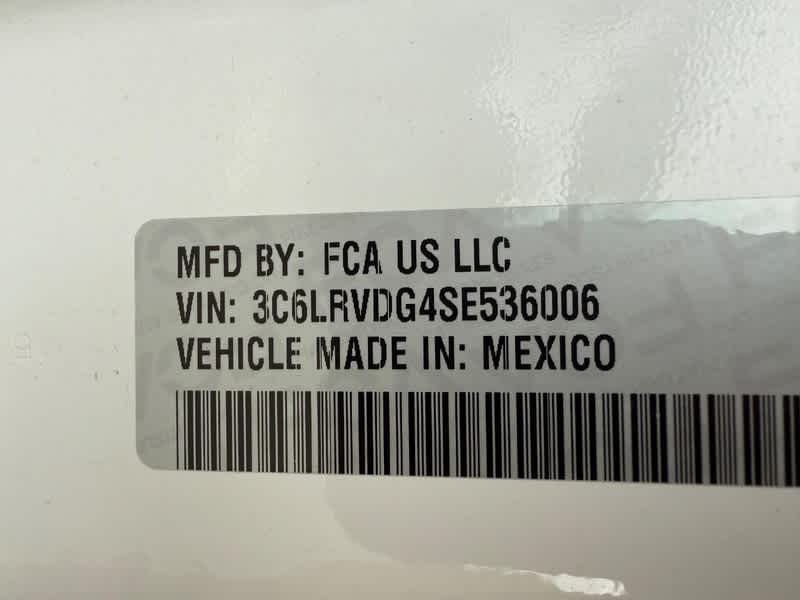 MFD BY: FCA US LLC
VIN: 3C6LRVDG4SE536006
VEHICLE MADE IN: MEXICO